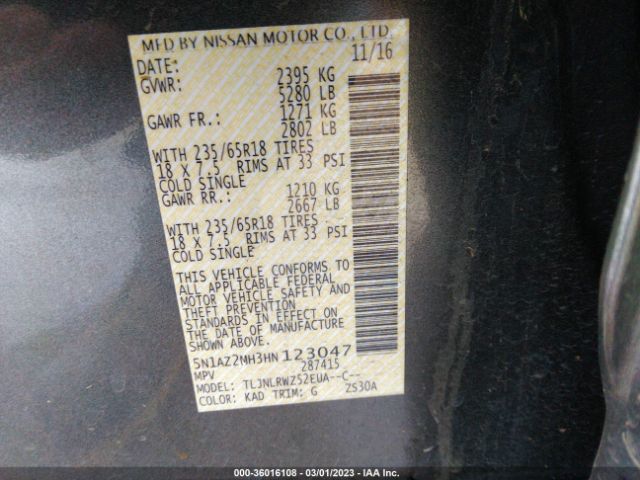 MFD BY NISSAN MOTOR CO., LTD.
DATE: 11/16
GVWR: 2395 KG
5280 LB
GAWR FR.: 1271 KG
2802 LB
WITH 235/65R18 TIRES
18 X 7.5 RIMS AT 33 PSI
COLD SINGLE
GAWR RR.: 1210 KG
2667 LB
WITH 235/65R18 TIRES
18 X 7.5 RIMS AT 33 PSI
COLD SINGLE
THIS VEHICLE CONFORMS TO
ALL APPLICABLE FEDERAL
MOTOR VEHICLE SAFETY AND
THEFT PREVENTION
STANDARDS IN EFFECT ON
THE DATE OF MANUFACTURE
SHOWN ABOVE.
5N1AZ2MH3HN123047
MPV 287415
MODEL: TLJNLRWZ52EUA--C--
COLOR: KAD TRIM: G ZS30A
000-36016108 - 03/01/2023 - IAA Inc.